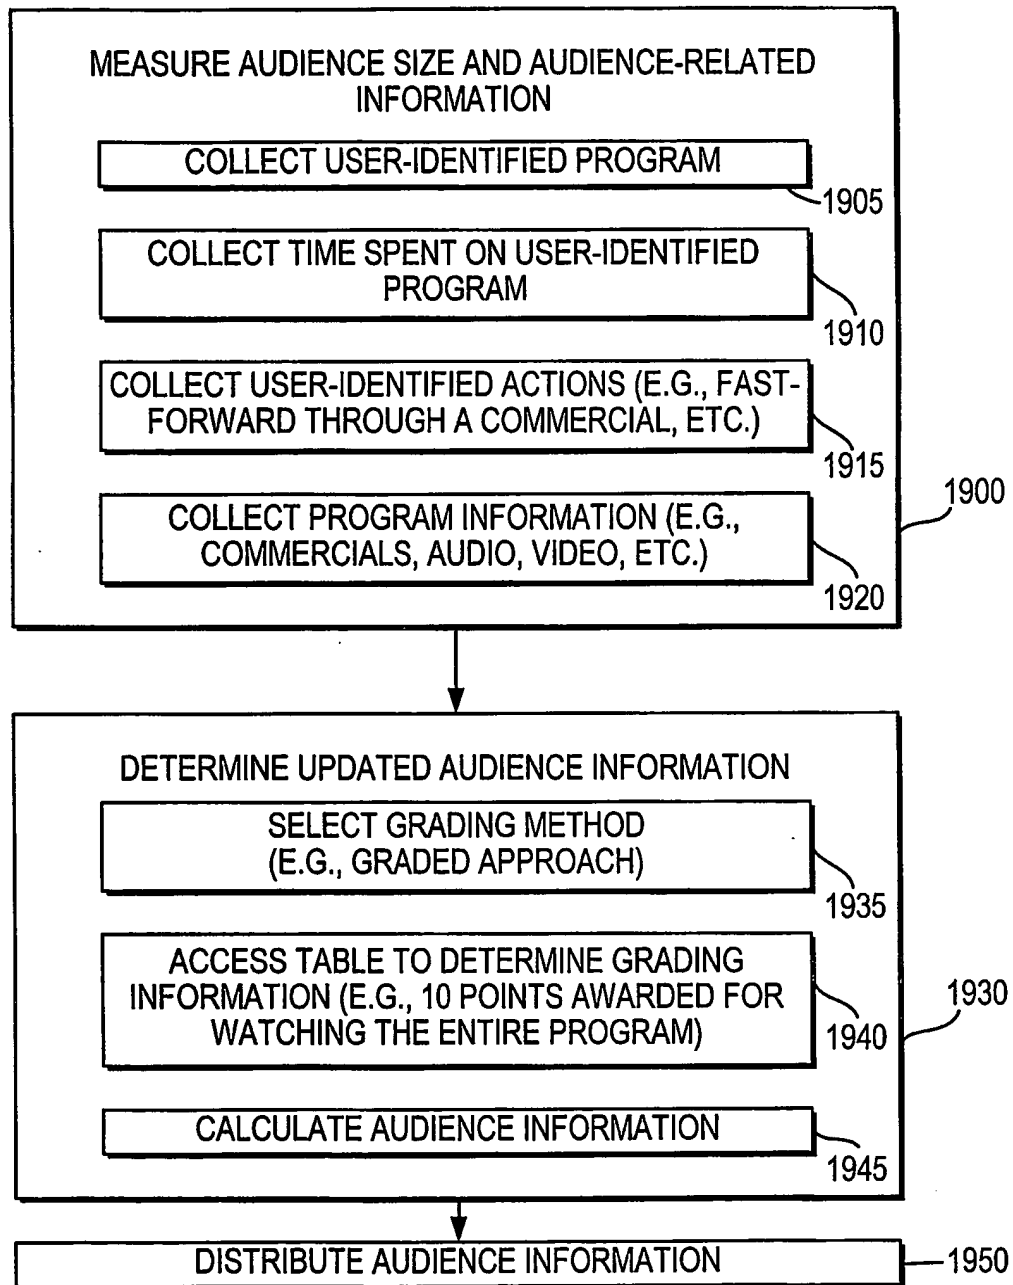 MEASURE AUDIENCE SIZE AND AUDIENCE-RELATED
INFORMATION
COLLECT USER-IDENTIFIED PROGRAM
1905
COLLECT TIME SPENT ON USER-IDENTIFIED
PROGRAM
1910
COLLECT USER-IDENTIFIED ACTIONS (E.G., FAST-
FORWARD THROUGH A COMMERCIAL, ETC.)
1915
1900
COLLECT PROGRAM INFORMATION (E.G.,
COMMERCIALS, AUDIO, VIDEO, ETC.)
1920
DETERMINE UPDATED AUDIENCE INFORMATION
SELECT GRADING METHOD
(E.G., GRADED APPROACH)
1935
ACCESS TABLE TO DETERMINE GRADING
INFORMATION (E.G., 10 POINTS AWARDED FOR
WATCHING THE ENTIRE PROGRAM)
1940
1930
CALCULATE AUDIENCE INFORMATION
1945
DISTRIBUTE AUDIENCE INFORMATION
1950